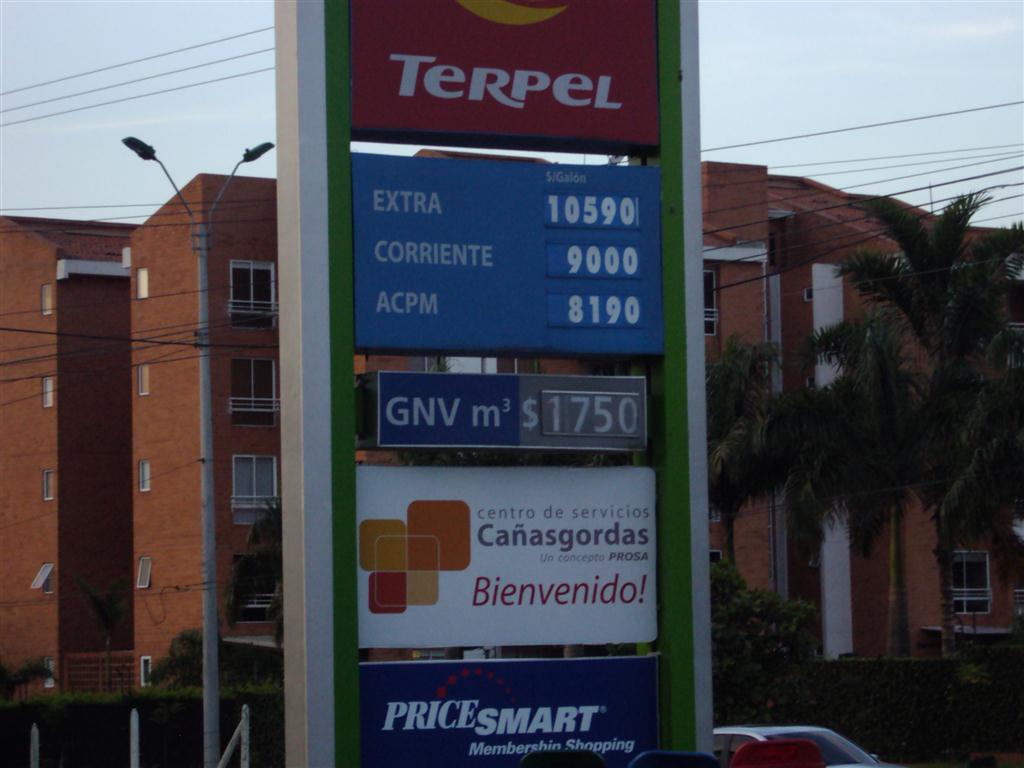 TERPEL
$/Galón
EXTRA 10590
CORRIENTE 9000
ACPM 8190
GNV m³ $1750
centro de servicios
Cañasgordas
Un concepto PROSA
Bienvenido!
PRICESMART®
Membership Shopping